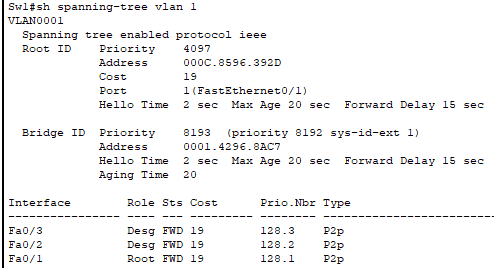 Sw1#sh spanning-tree vlan 1
VLAN0001
  Spanning tree enabled protocol ieee
  Root ID    Priority    4097
             Address     000C.8596.392D
             Cost        19
             Port        1(FastEthernet0/1)
             Hello Time  2 sec  Max Age 20 sec  Forward Delay 15 sec

  Bridge ID  Priority    8193  (priority 8192 sys-id-ext 1)
             Address     0001.4296.8AC7
             Hello Time  2 sec  Max Age 20 sec  Forward Delay 15 sec
             Aging Time  20

Interface        Role Sts Cost      Prio.Nbr Type
---------------- ---- --- --------- -------- --------------------------
Fa0/3            Desg FWD 19        128.3    P2p
Fa0/2            Desg FWD 19        128.2    P2p
Fa0/1            Root FWD 19        128.1    P2p